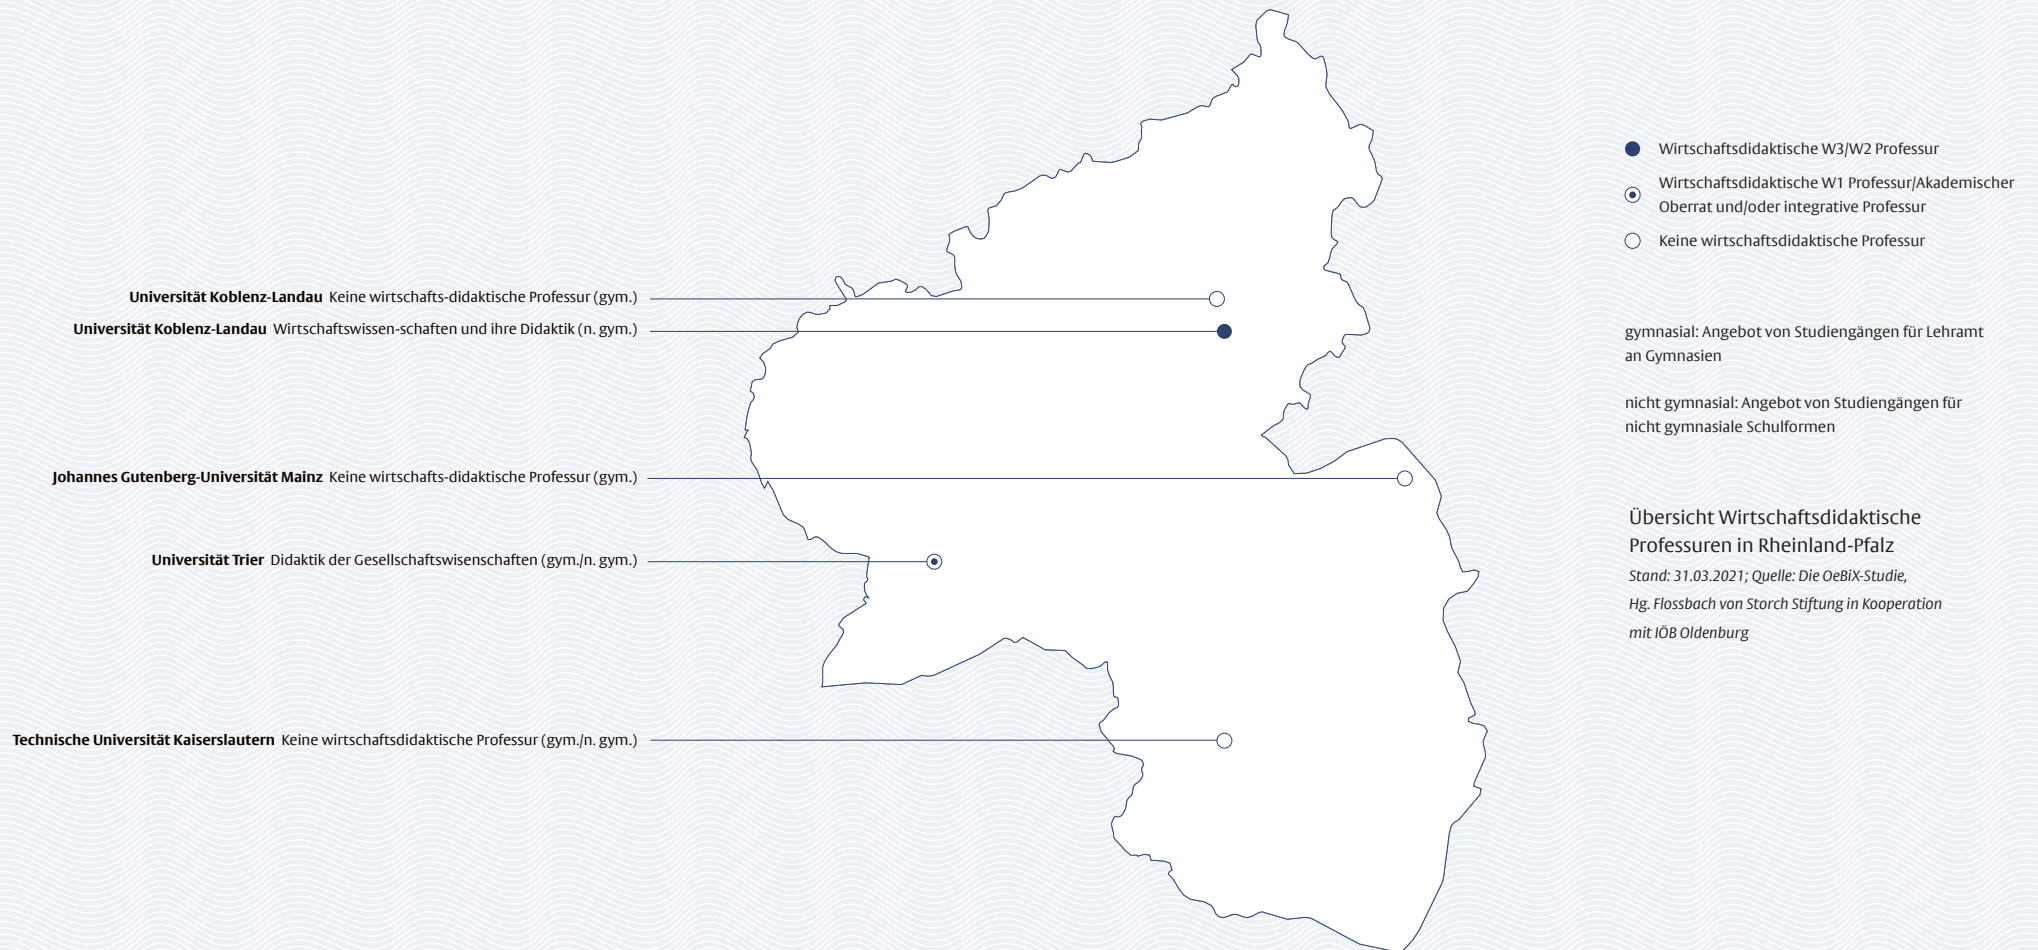 Universität Koblenz-Landau Keine wirtschafts-didaktische Professur (gym.)
Universität Koblenz-Landau Wirtschaftswissen-schaften und ihre Didaktik (n. gym.)
Johannes Gutenberg-Universität Mainz Keine wirtschafts-didaktische Professur (gym.)
Universität Trier Didaktik der Gesellschaftswisenschaften (gym./n. gym.)
Technische Universität Kaiserslautern Keine wirtschaftsdidaktische Professur (gym./n. gym.)
Wirtschaftsdidaktische W3/W2 Professur
Wirtschaftsdidaktische W1 Professur/Akademischer
Oberrat und/oder integrative Professur
Keine wirtschaftsdidaktische Professur
gymnasial: Angebot von Studiengängen für Lehramt
an Gymnasien
nicht gymnasial: Angebot von Studiengängen für
nicht gymnasiale Schulformen
Übersicht Wirtschaftsdidaktische
Professuren in Rheinland-Pfalz
Stand: 31.03.2021; Quelle: Die OeBiX-Studie,
Hg. Flossbach von Storch Stiftung in Kooperation
mit IÖB Oldenburg